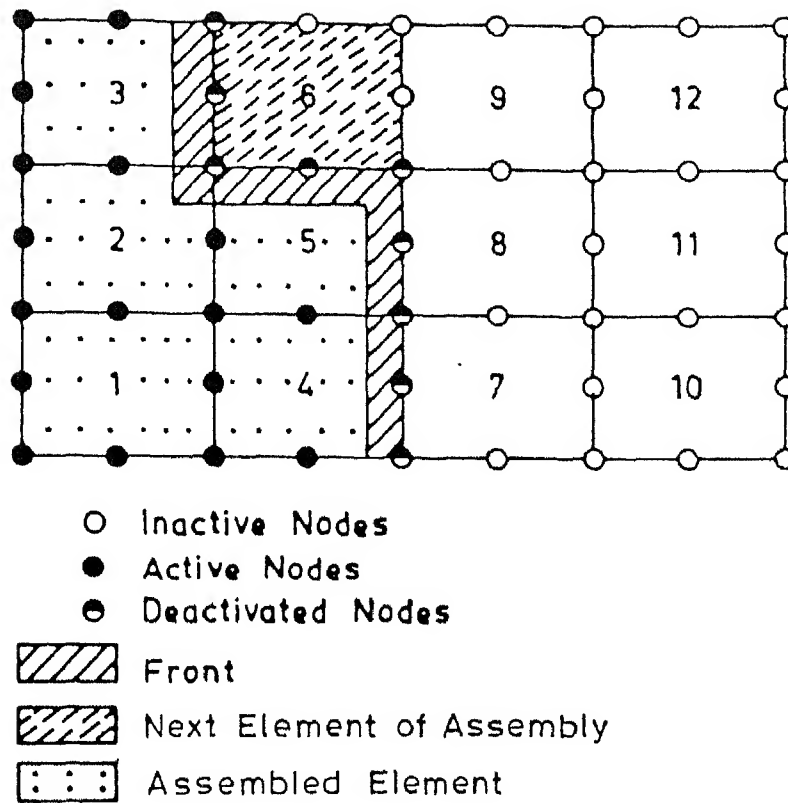 3 6 9 12
2 5 8 11
1 4 7 10
Inactive Nodes
Active Nodes
Deactivated Nodes
Front
Next Element of Assembly
Assembled Element